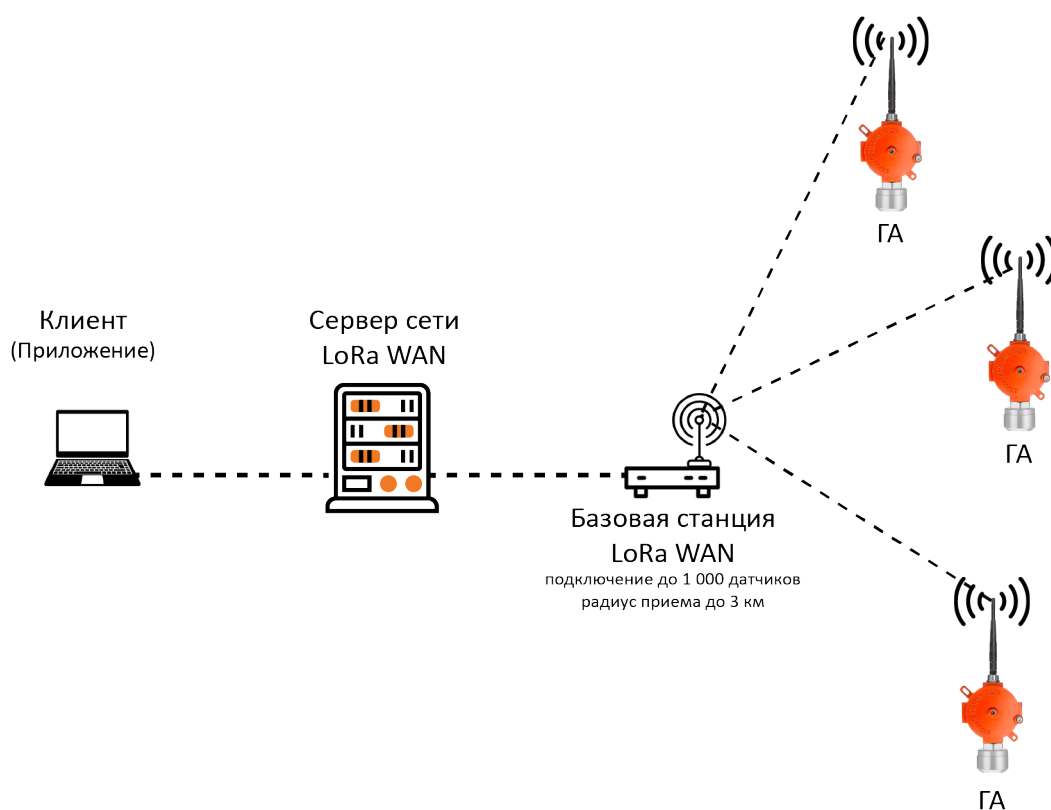 ГА
ГА
Клиент
(Приложение)
Сервер сети
LoRa WAN
Базовая станция
LoRa WAN
подключение до 1 000 датчиков
радиус приема до 3 км
ГА